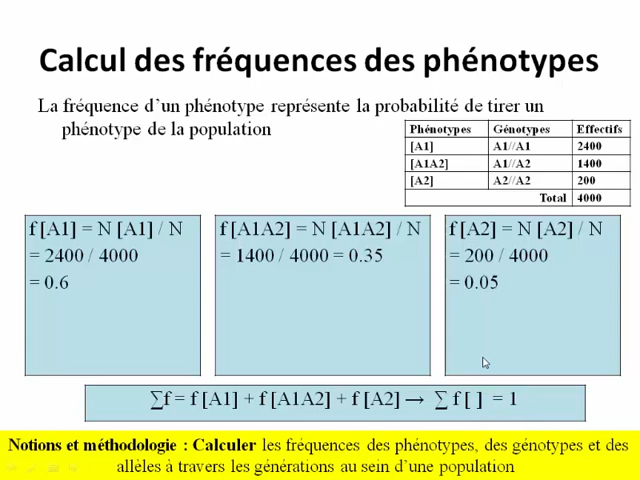 Calcul des fréquences des phénotypes
La fréquence d’un phénotype représente la probabilité de tirer un
phénotype de la population
Phénotypes Génotypes Effectifs
[A1] A1//A1 2400
[A1A2] A1//A2 1400
[A2] A2//A2 200
Total 4000
f [A1] = N [A1] / N
= 2400 / 4000
= 0.6
f [A1A2] = N [A1A2] / N
= 1400 / 4000 = 0.35
f [A2] = N [A2] / N
= 200 / 4000
= 0.05
∑f = f [A1] + f [A1A2] + f [A2] → ∑ f [ ] = 1
Notions et méthodologie : Calculer les fréquences des phénotypes, des génotypes et des
allèles à travers les générations au sein d’une population